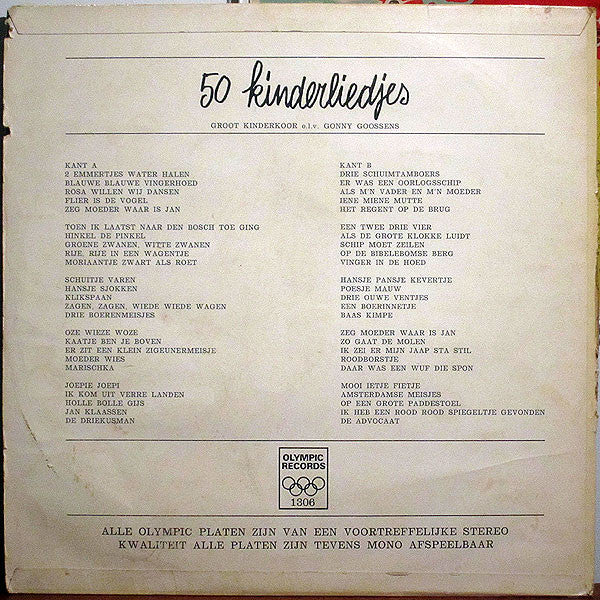 50 kinderliedjes
GROOT KINDERKOOR o.l.v. GONNY GOOSSENS
KANT A
2 EMMERTJES WATER HALEN
BLAUWE BLAUWE VINGERHOED
ROSA WILLEN WIJ DANSEN
FLIER IS DE VOGEL
ZEG MOEDER WAAR IS JAN
TOEN IK LAATST NAAR DEN BOSCH TOE GING
HINKEL DE PINKEL
GROENE ZWANEN, WITTE ZWANEN
RIJE, RIJE IN EEN WAGENTJE
MORIAANTJE ZWART ALS ROET
SCHUITJE VAREN
HANSJE SJOKKEN
KLIKSPAAN
ZAGEN, ZAGEN, WIEDE WIEDE WAGEN
DRIE BOERENMEISJES
OZE WIEZE WOZE
KAATJE BEN JE BOVEN
ER ZIT EEN KLEIN ZIGEUNERMEISJE
MOEDER WIES
MARISCHKA
JOEPIE JOEPI
IK KOM UIT VERRE LANDEN
HOLLE BOLLE GIJS
JAN KLAASSEN
DE DRIEKUSMAN
KANT B
DRIE SCHUIMTAMBOERS
ER WAS EEN OORLOGSSCHIP
ALS M'N VADER EN M'N MOEDER
IENE MIENE MUTTE
HET REGENT OP DE BRUG
EEN TWEE DRIE VIER
ALS DE GROTE KLOKKE LUIDT
SCHIP MOET ZEILEN
OP DE BIBELEBOMSE BERG
VINGER IN DE HOED
HANSJE PANSJE KEVERTJE
POESJE MAUW
DRIE OUWE VENTJES
EEN BOERINNETJE
BAAS KIMPE
ZEG MOEDER WAAR IS JAN
ZO GAAT DE MOLEN
IK ZEI ER MIJN JAAP STA STIL
ROODBORSTJE
DAAR WAS EEN WUF DIE SPON
MOOI IETJE FIETJE
AMSTERDAMSE MEISJES
OP EEN GROTE PADDESTOEL
IK HEB EEN ROOD ROOD SPIEGELTJE GEVONDEN
DE ADVOCAAT
OLYMPIC
RECORDS
1306
ALLE OLYMPIC PLATEN ZIJN VAN EEN VOORTREFFELIJKE STEREO
KWALITEIT ALLE PLATEN ZIJN TEVENS MONO AFSPEELBAAR